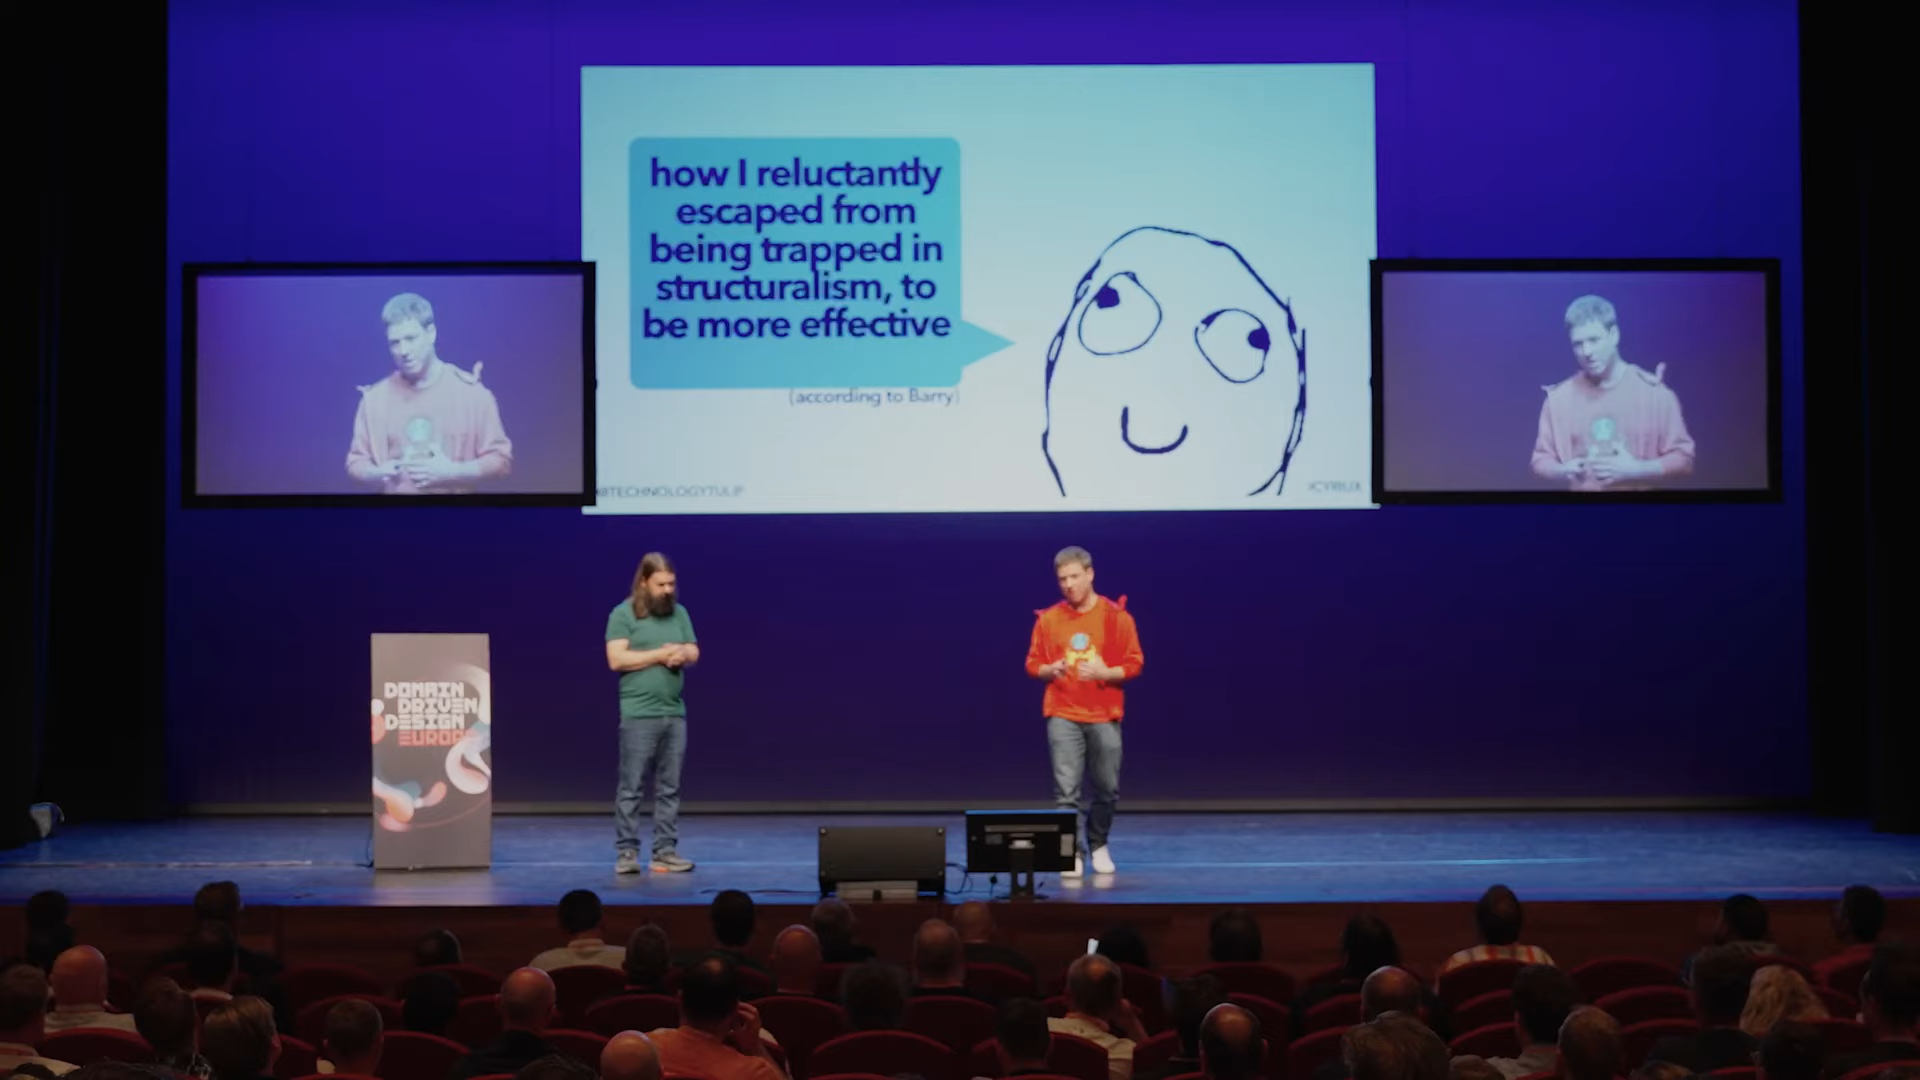 how I reluctantly
escaped from
being trapped in
structuralism, to
be more effective
(according to Barry)
TECHNOLOGYTULIP
DOMAIN
DRIVEN
DESIGN
EUROPE